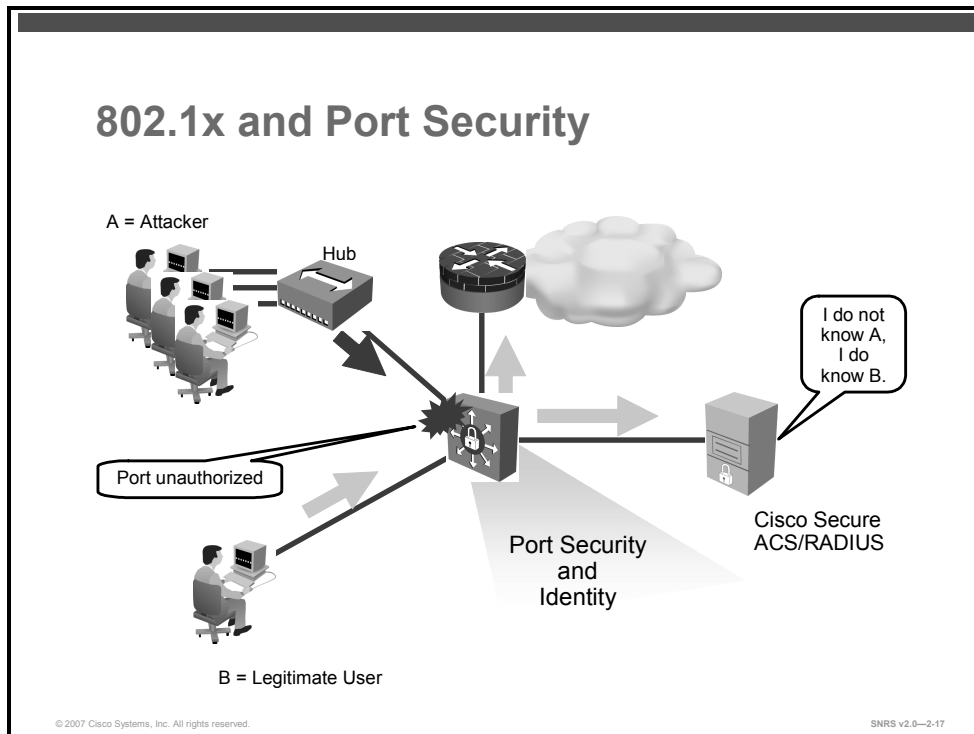 802.1x and Port Security
A = Attacker
Hub
I do not
know A,
I do
know B.
Port unauthorized
Cisco Secure
ACS/RADIUS
Port Security
and
Identity
B = Legitimate User
© 2007 Cisco Systems, Inc. All rights reserved.
SNRS v2.0—2-17